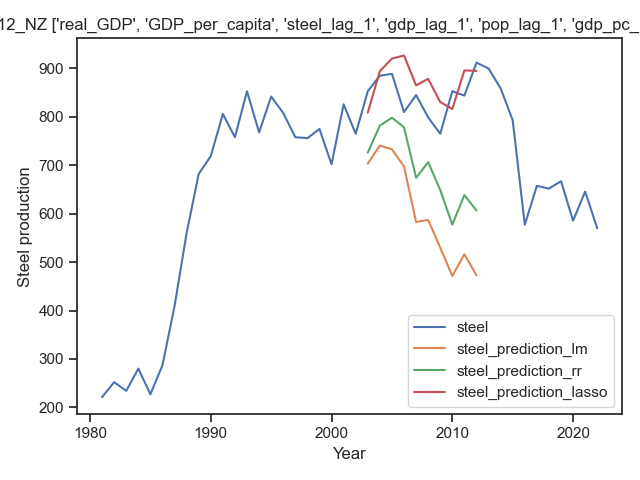 12_NZ ['real_GDP', 'GDP_per_capita', 'steel_lag_1', 'gdp_lag_1', 'pop_lag_1', 'gdp_pc_
900
800
700
600
500
400
300
200
Steel production
steel
steel_prediction_lm
steel_prediction_rr
steel_prediction_lasso
1980 1990 2000 2010 2020
Year